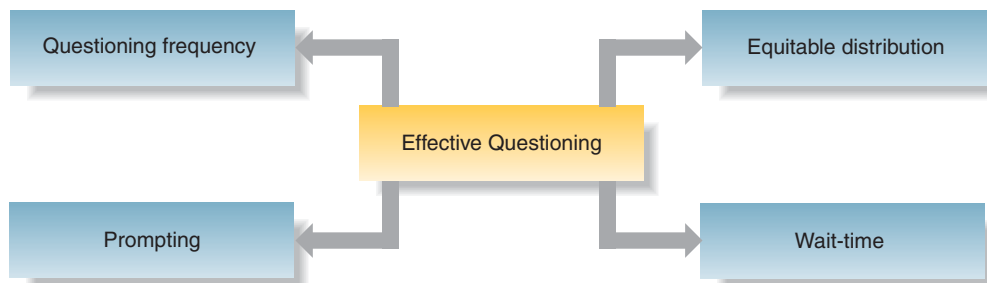 Questioning frequency
Equitable distribution
Effective Questioning
Prompting
Wait-time